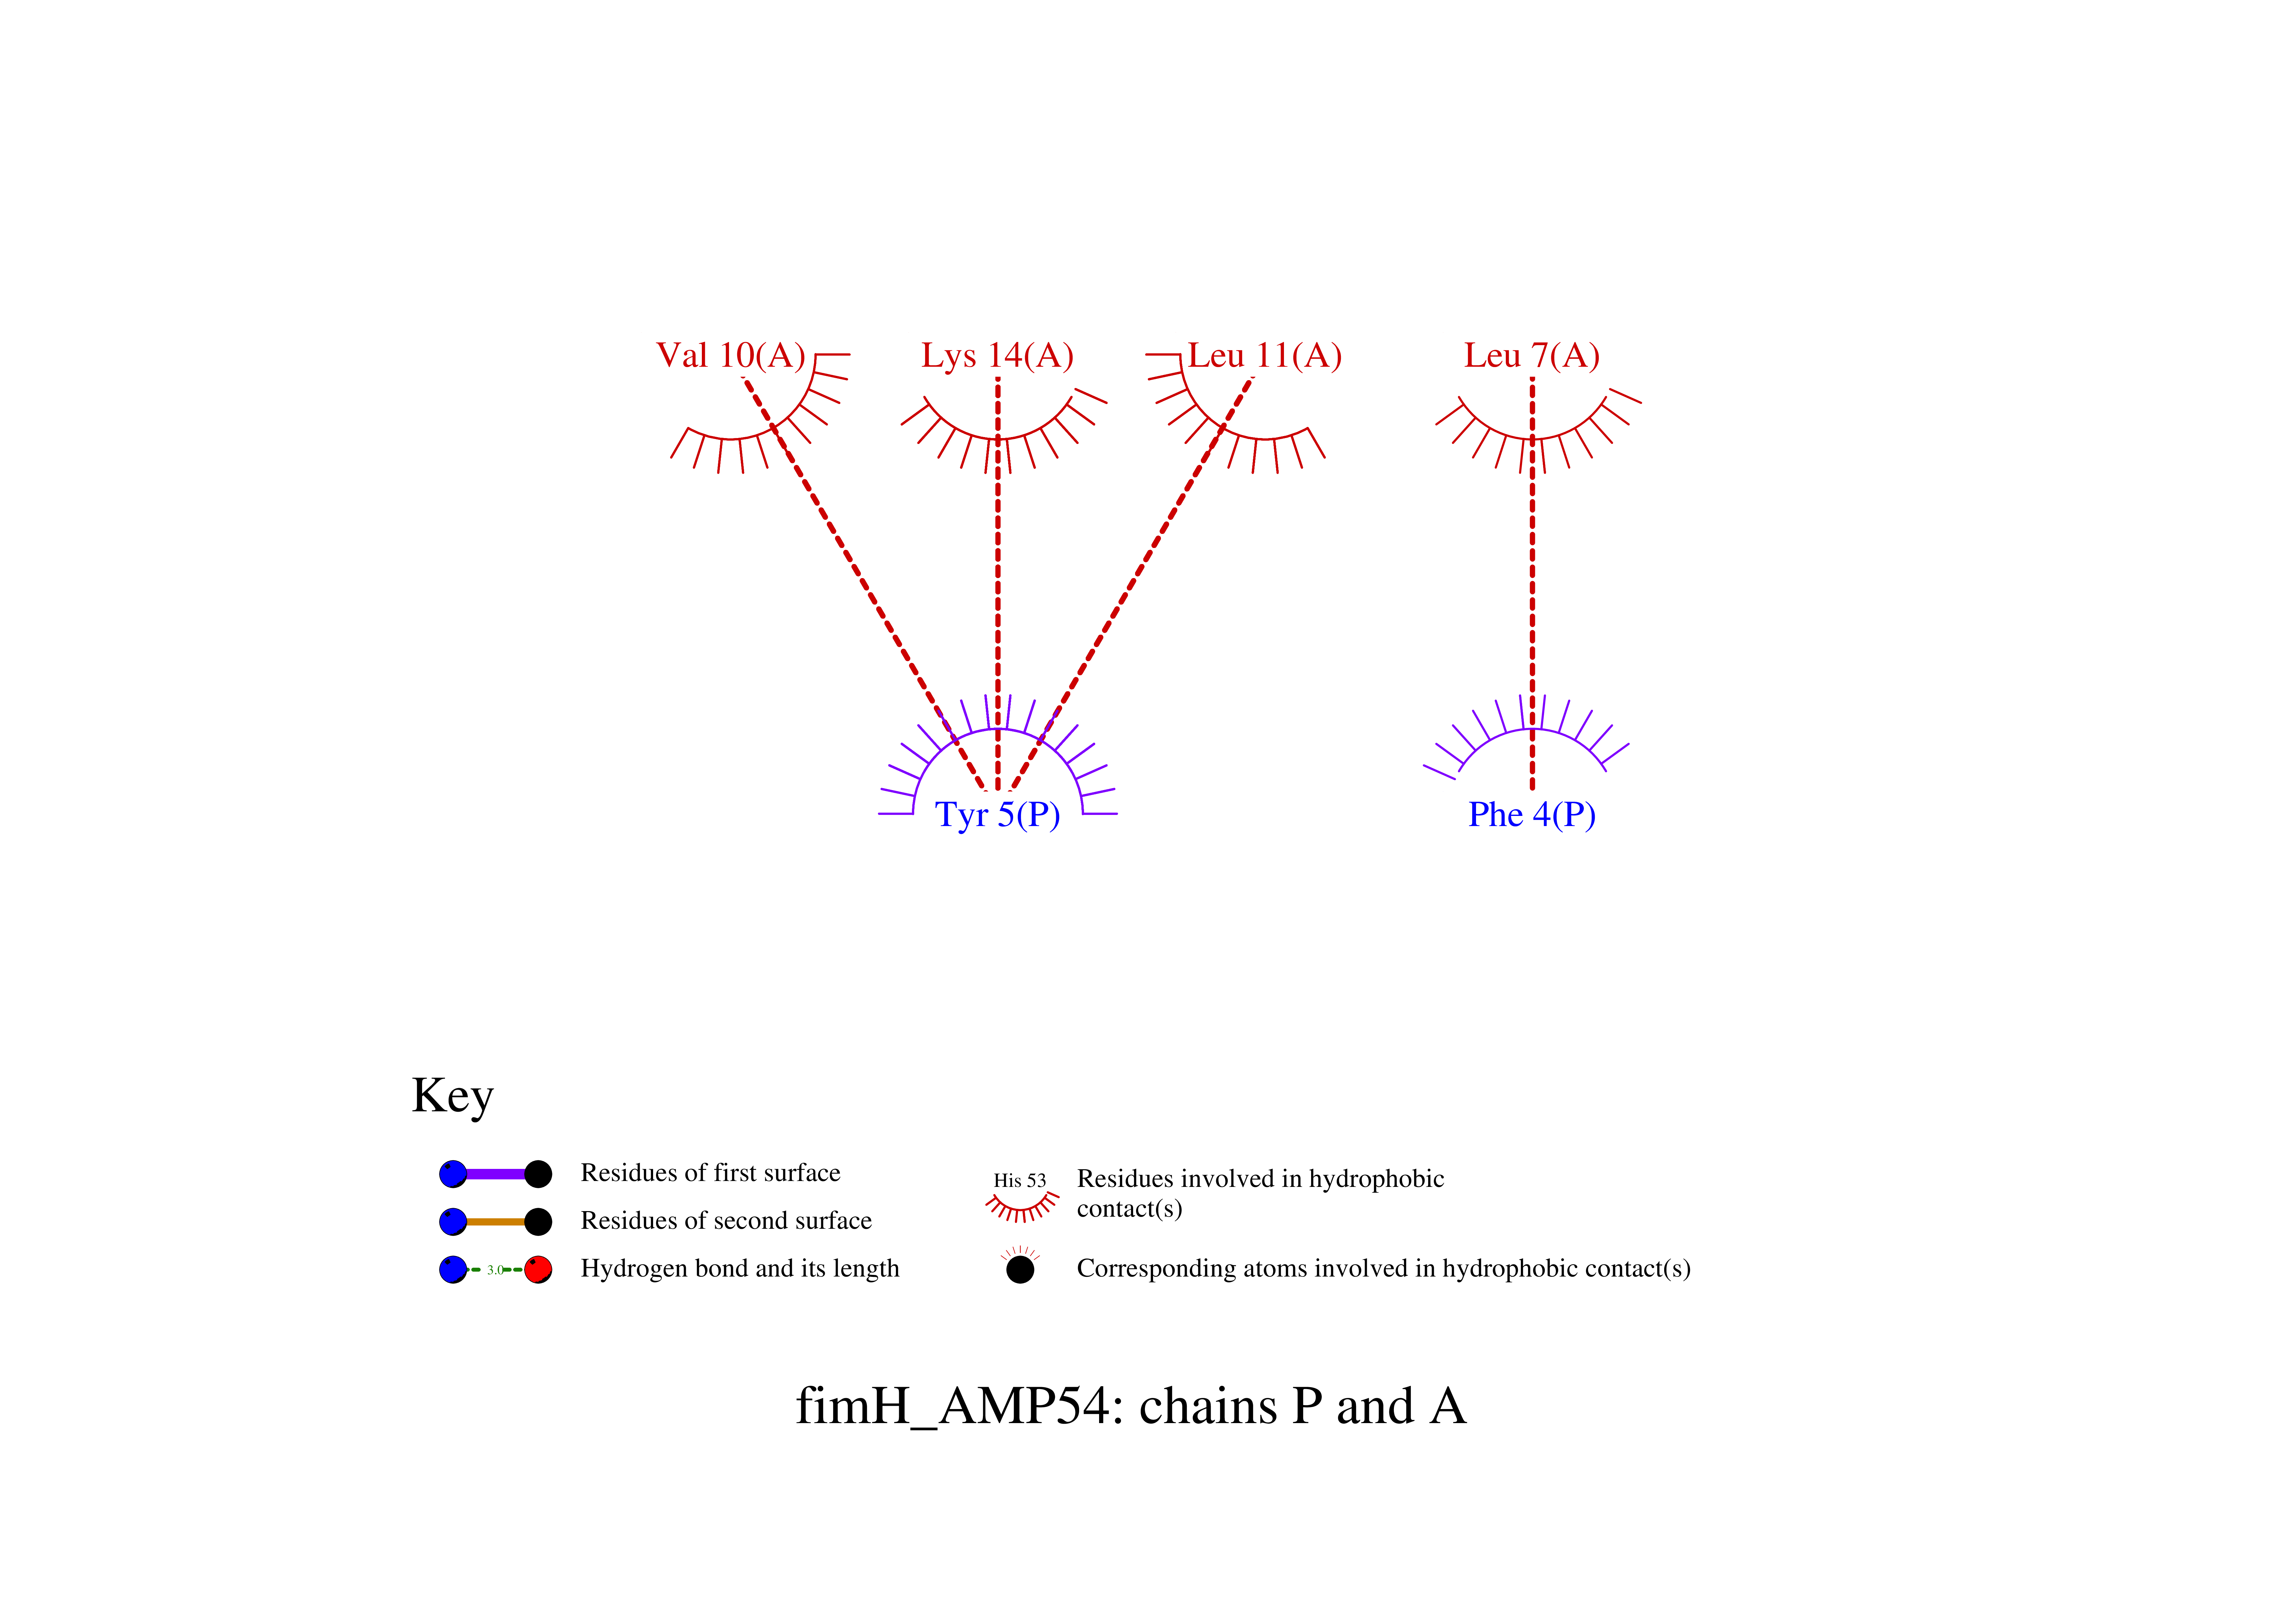 Val 10(A) Lys 14(A) Leu 11(A) Leu 7(A)
Tyr 5(P) Phe 4(P)
Key
Residues of first surface
Residues of second surface
3.0 Hydrogen bond and its length
His 53 Residues involved in hydrophobic
contact(s)
Corresponding atoms involved in hydrophobic contact(s)
fimH_AMP54: chains P and A